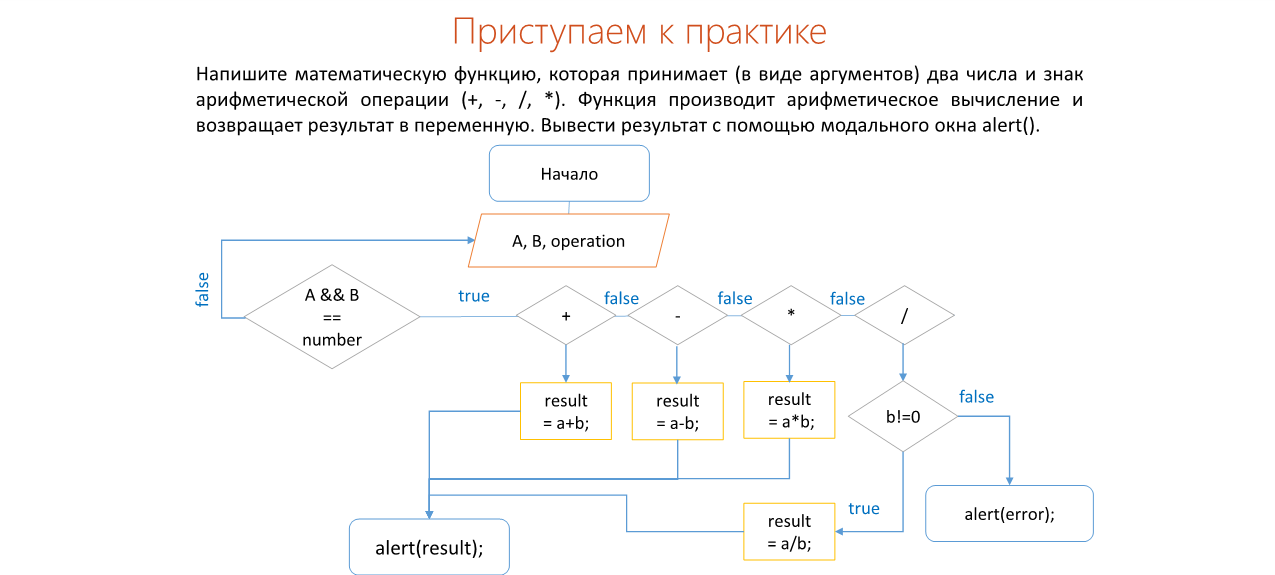 Приступаем к практике
Напишите математическую функцию, которая принимает (в виде аргументов) два числа и знак
арифметической операции (+, -, /, *). Функция производит арифметическое вычисление и
возвращает результат в переменную. Вывести результат с помощью модального окна alert().
Начало
A, B, operation
false
A && B
==
number
true
+
false
-
false
*
false
/
result
= a+b;
result
= a-b;
result
= a*b;
b!=0
false
true
result
= a/b;
alert(error);
alert(result);